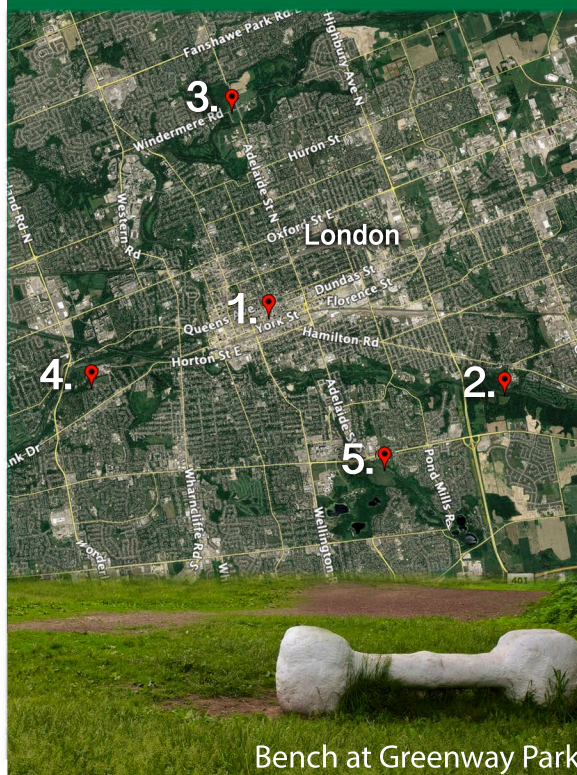 Fanshawe Park Rd E
Highbury Ave N
3.
Windermere Rd
Adelaide St N
Huron St
Western Rd
Oxford St E
London
Dundas St
Florence St
1.
Queens Ave
York St
Hamilton Rd
Horton St E
4.
2.
Adelaide St
5.
Pond Mills Rd
Wharncliffe Rd S
Wellington
401
Bench at Greenway Park